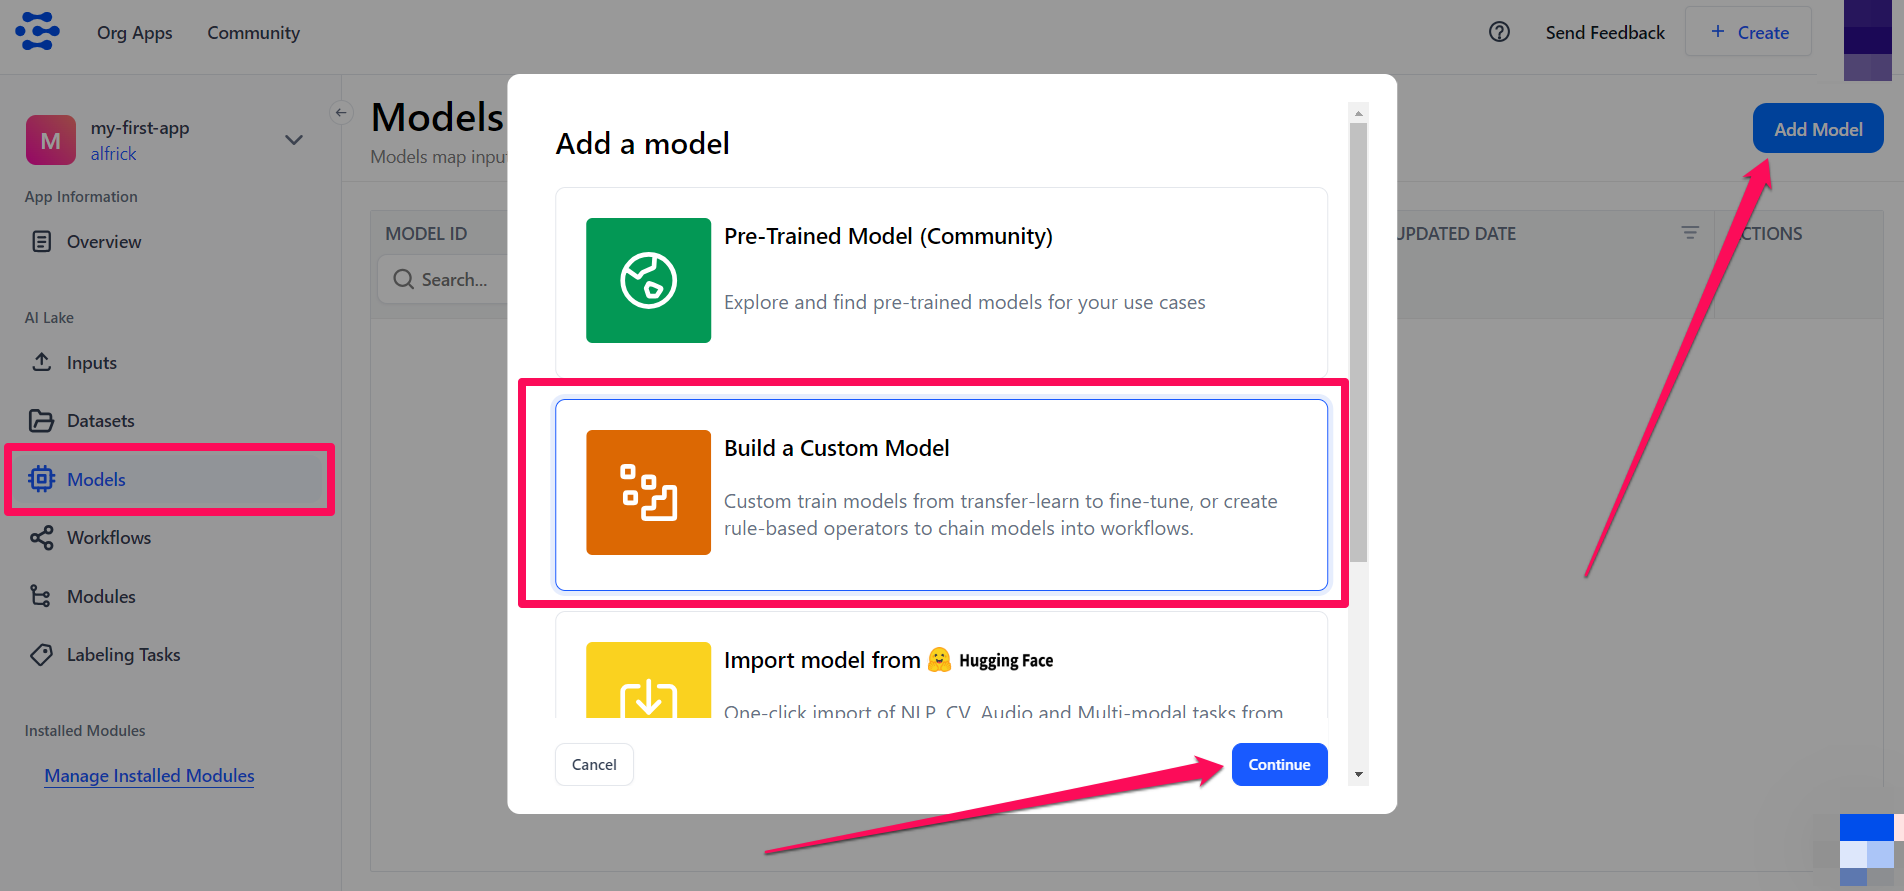 Org Apps
Community
Send Feedback
+ Create
M
my-first-app
alfrick
App Information
Overview
AI Lake
Inputs
Datasets
Models
Workflows
Modules
Labeling Tasks
Installed Modules
Manage Installed Modules
Models
Models map
Add Model
MODEL ID
Search...
UPDATED DATE
Add a model
Pre-Trained Model (Community)
Explore and find pre-trained models for your use cases
Build a Custom Model
Custom train models from transfer-learn to fine-tune, or create
rule-based operators to chain models into workflows.
Import model from 🤗 Hugging Face
One-click import of NLP, CV, Audio and Multi-modal tasks from
Cancel
Continue